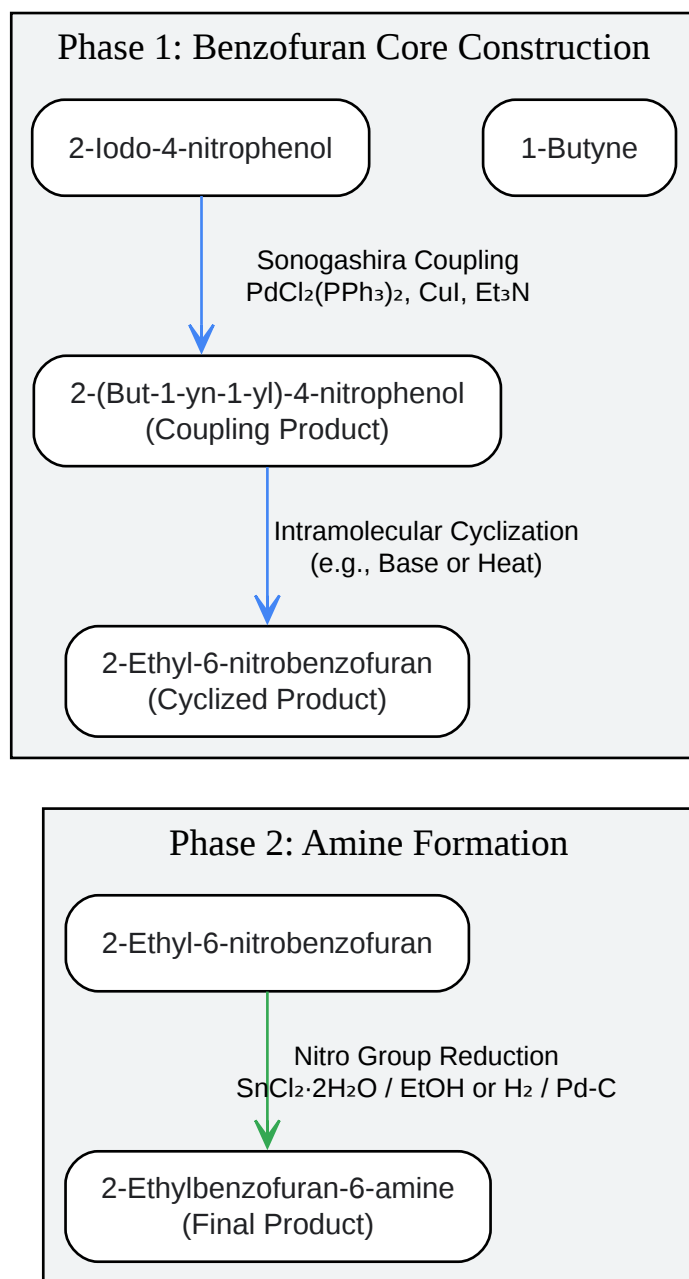 Phase 1: Benzofuran Core Construction
2-Iodo-4-nitrophenol
1-Butyne
Sonogashira Coupling
PdCl₂(PPh₃)₂, CuI, Et₃N
2-(But-1-yn-1-yl)-4-nitrophenol
(Coupling Product)
Intramolecular Cyclization
(e.g., Base or Heat)
2-Ethyl-6-nitrobenzofuran
(Cyclized Product)
Phase 2: Amine Formation
2-Ethyl-6-nitrobenzofuran
Nitro Group Reduction
SnCl₂·2H₂O / EtOH or H₂ / Pd-C
2-Ethylbenzofuran-6-amine
(Final Product)